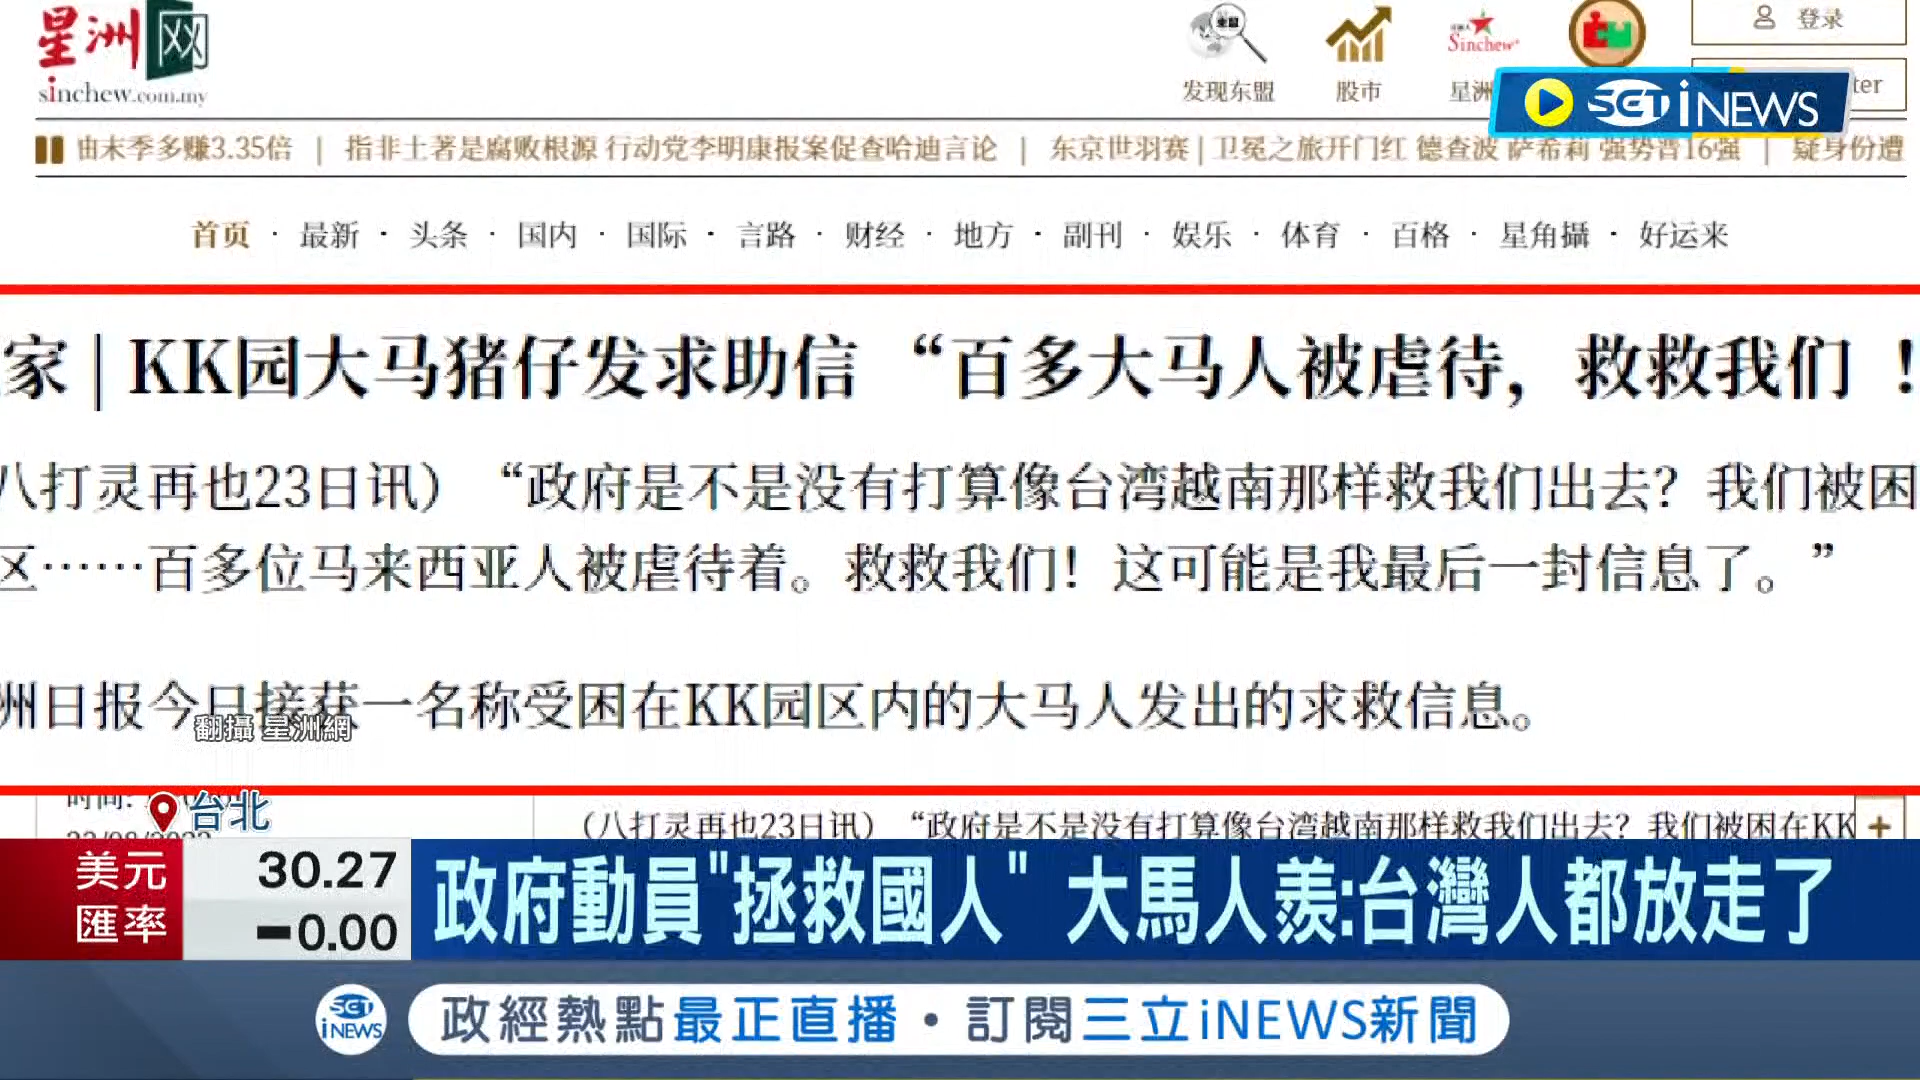 星洲网
sinchew.com.my
发现东盟
股市
星洲
Sinchew
登录
SET iNEWS
由末季多赚3.35倍 | 指非土著是腐败根源 行动党李明康报案促查哈迪言论 | 东京世羽赛 | 卫冕之旅开门红 德查波 萨希莉 强势晋16强 | 疑身份遭
首页 · 最新 · 头条 · 国内 · 国际 · 言路 · 财经 · 地方 · 副刊 · 娱乐 · 体育 · 百格 · 星角攝 · 好运来
家 | KK园大马猪仔发求助信 “百多大马人被虐待，救救我们 ！
八打灵再也23日讯） “政府是不是没有打算像台湾越南那样救我们出去？我们被困
区……百多位马来西亚人被虐待着。救救我们！这可能是我最后一封信息了。”
洲日报今日接获一名称受困在KK园区内的大马人发出的求救信息。
翻攝 星洲網
时间:
台北
（八打灵再也23日讯） “政府是不是没有打算像台湾越南那样救我们出去？我们被困在KK
美元
匯率
30.27
-0.00
政府動員"拯救國人" 大馬人羨:台灣人都放走了
SET iNEWS
政經熱點最正直播·訂閱三立iNEWS新聞